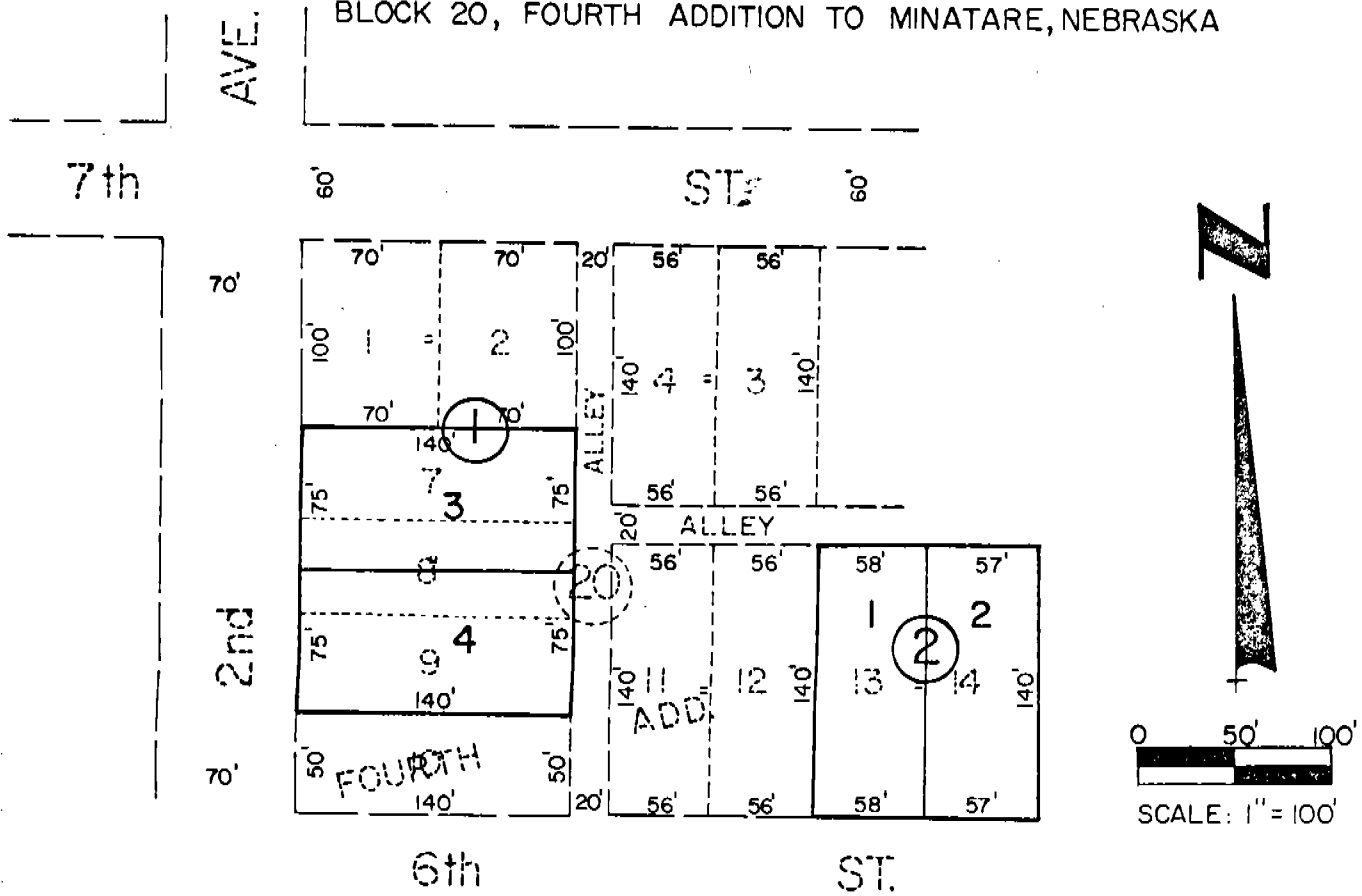 BLOCK 20, FOURTH ADDITION TO MINATARE, NEBRASKA
AVE.
7th
60'
ST.
60'
70'
70'
70'
20'
56'
56'
100'
1 = 2
100'
140'
4 = 3
140'
N
70'
70'
1
140'
ALLEY
7
75'
3
75'
56'
56'
20'
ALLEY
8
20
56'
56'
58'
57'
1
2
2nd
75'
4
75'
9
2
140'
11 = 12
140'
13 = 14
140'
140'
ADD.
70'
50'
FOURTH
10
50'
140'
20'
56'
56'
58'
57'
0 50' 100'
SCALE: 1" = 100'
6th
ST.